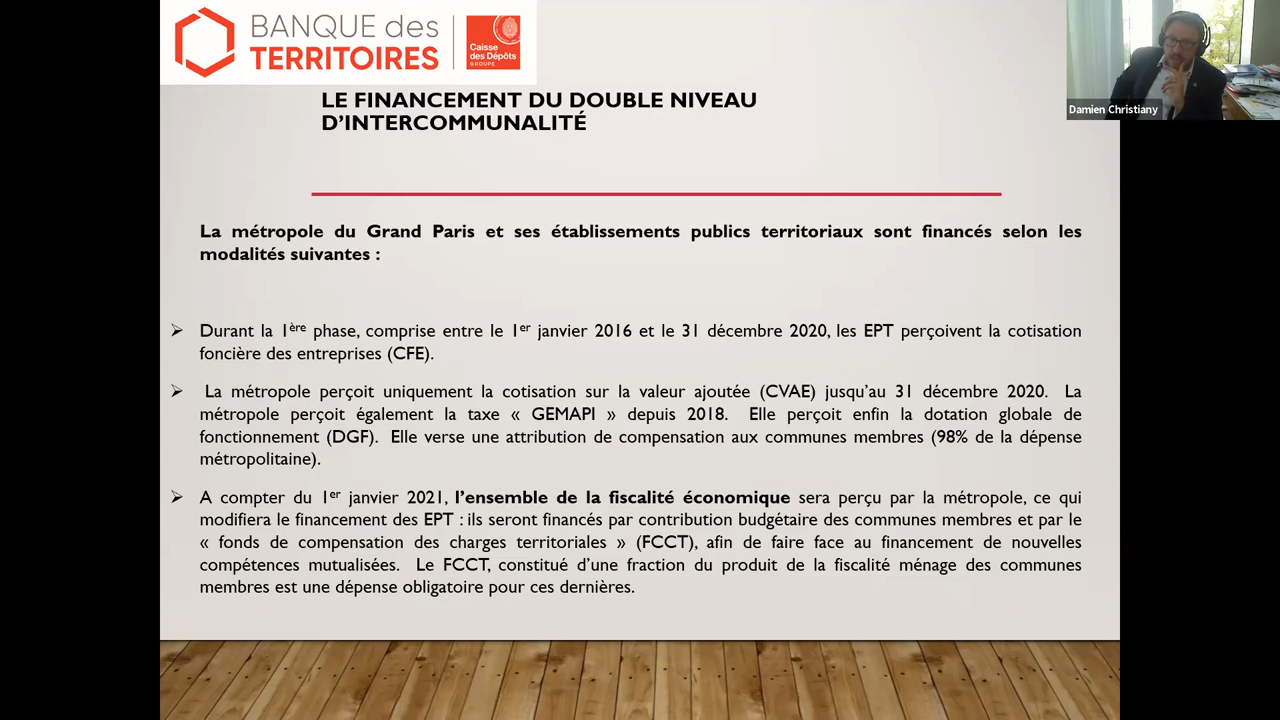 BANQUE des
TERRITOIRES
Caisse
des Dépôts
GROUPE
Damien Christiany
LE FINANCEMENT DU DOUBLE NIVEAU
D’INTERCOMMUNALITÉ
La métropole du Grand Paris et ses établissements publics territoriaux sont financés selon les
modalités suivantes :
➢ Durant la 1ère phase, comprise entre le 1er janvier 2016 et le 31 décembre 2020, les EPT perçoivent la cotisation
foncière des entreprises (CFE).
➢ La métropole perçoit uniquement la cotisation sur la valeur ajoutée (CVAE) jusqu’au 31 décembre 2020. La
métropole perçoit également la taxe « GEMAPI » depuis 2018. Elle perçoit enfin la dotation globale de
fonctionnement (DGF). Elle verse une attribution de compensation aux communes membres (98% de la dépense
métropolitaine).
➢ A compter du 1er janvier 2021, l’ensemble de la fiscalité économique sera perçu par la métropole, ce qui
modifiera le financement des EPT : ils seront financés par contribution budgétaire des communes membres et par le
« fonds de compensation des charges territoriales » (FCCT), afin de faire face au financement de nouvelles
compétences mutualisées. Le FCCT, constitué d’une fraction du produit de la fiscalité ménage des communes
membres est une dépense obligatoire pour ces dernières.